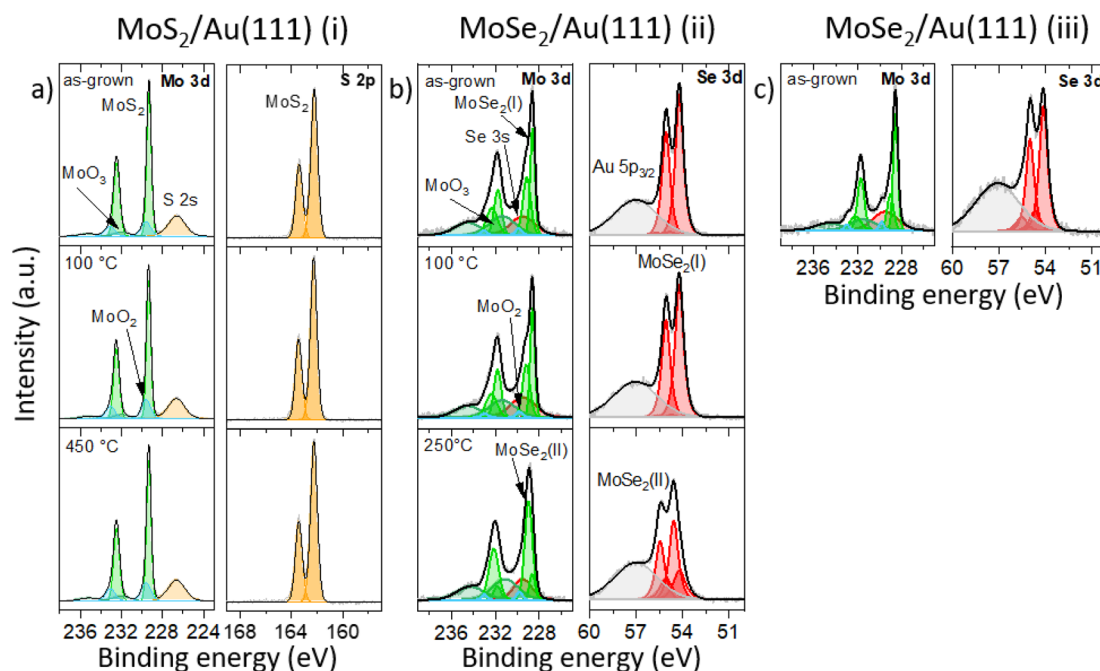 MoS2/Au(111) (i)
MoSe2/Au(111) (ii)
MoSe2/Au(111) (iii)
a)
as-grown
Mo 3d
MoS2
MoO3
S 2s
S 2p
MoS2
100 °C
MoO2
450 °C
236 232 228 224
168 164 160
Binding energy (eV)
b)
as-grown
Mo 3d
MoSe2(I)
Se 3s
MoO3
Se 3d
Au 5p3/2
100 °C
MoO2
MoSe2(I)
250°C
MoSe2(II)
MoSe2(II)
236 232 228
60 57 54 51
Binding energy (eV)
c)
as-grown
Mo 3d
Se 3d
236 232 228
60 57 54 51
Binding energy (eV)
Intensity (a.u.)